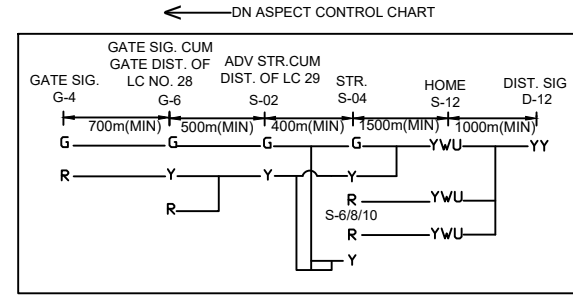 DN ASPECT CONTROL CHART
GATE SIG. CUM
GATE DIST. OF
LC NO. 28
ADV STR.CUM
DIST. OF LC 29
GATE SIG.
STR.
HOME
DIST. SIG
G-4
G-6
S-02
S-04
S-12
D-12
700m(MIN) 500m(MIN) 400m(MIN) 1500m(MIN) 1000m(MIN)
G G G G YWU YY
R Y Y Y
R R YWU
S-6/8/10
R YWU
Y